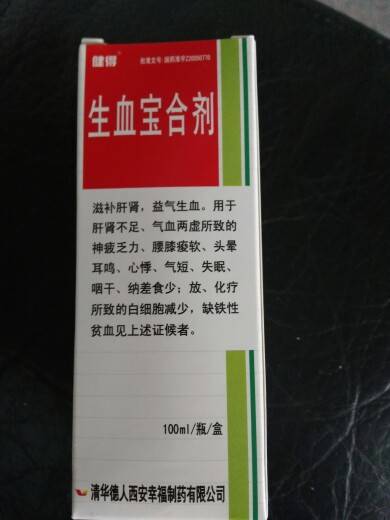 健得
批准文号:国药准字Z20050770
生血宝合剂
滋补肝肾，益气生血。用于
肝肾不足、气血两虚所致的
神疲乏力、腰膝痠软、头晕
耳鸣、心悸、气短、失眠、
咽干、纳差食少；放、化疗
所致的白细胞减少，缺铁性
贫血见上述证候者。
100ml/瓶/盒
清华德人西安幸福制药有限公司